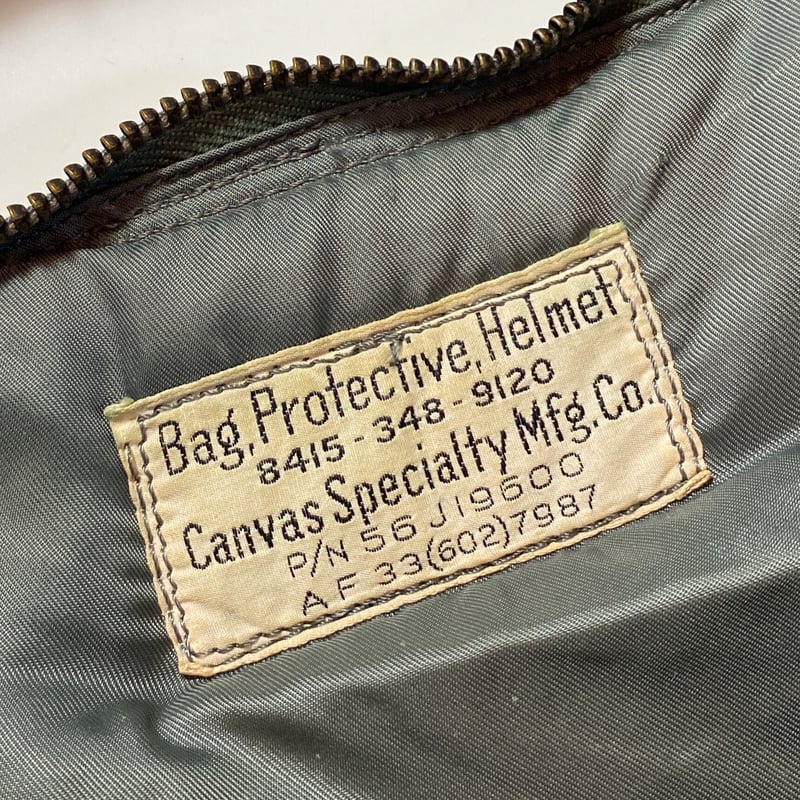 Bag, Protective, Helmet
8415-348-9120
Canvas Specialty Mfg. Co.
P/N 56J19600
AF 33(602)7987